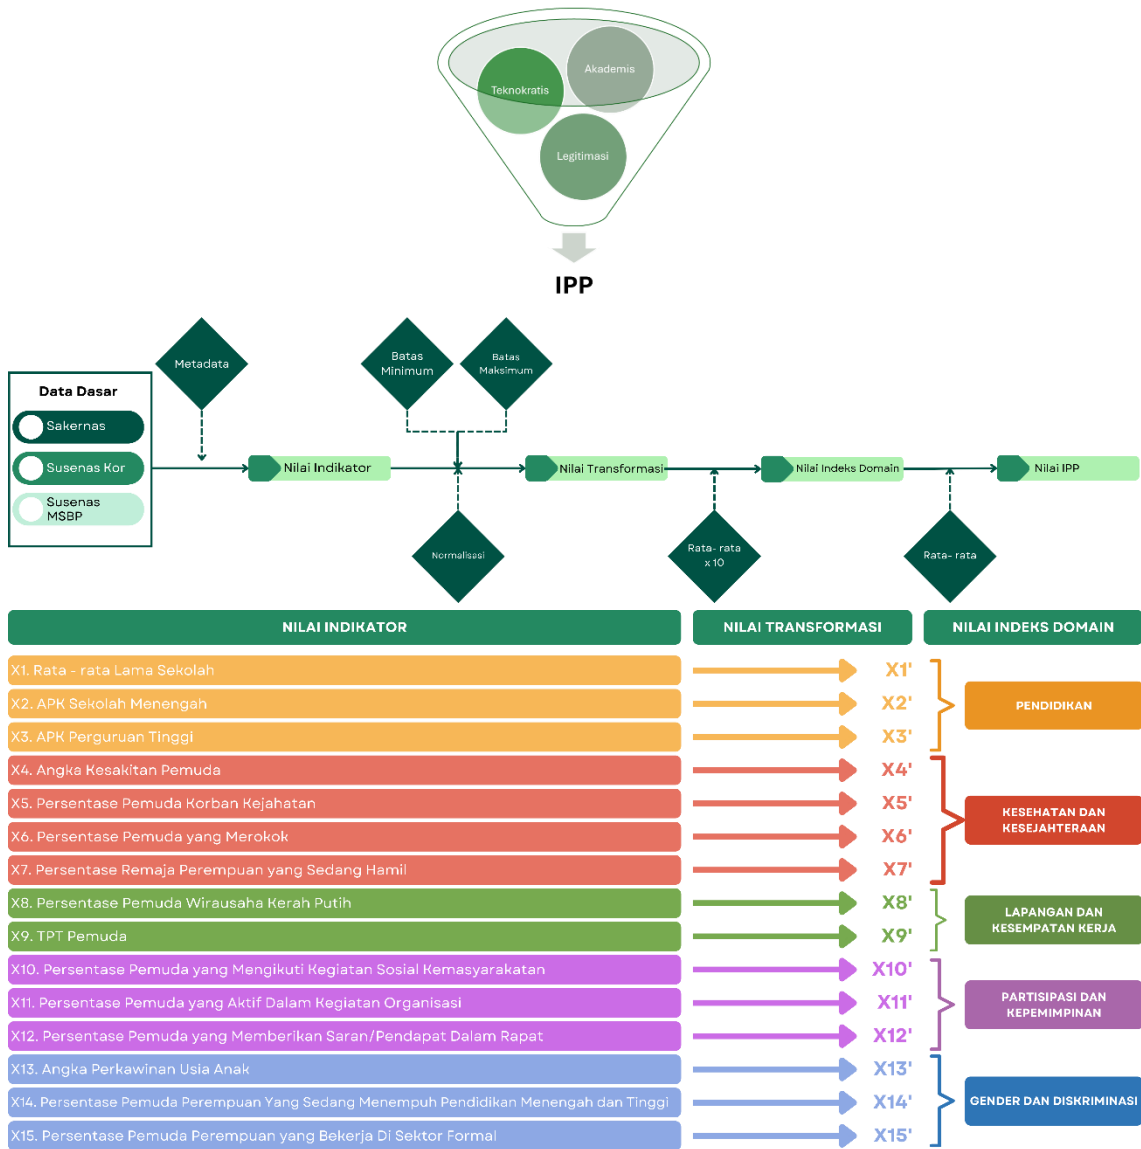 Akademis
Teknokratis
Legitimasi
IPP
Metadata
Batas
Minimum
Batas
Maksimum
Data Dasar
Sakernas
Susenas Kor
Susenas
MSBP
Nilai Indikator
Nilai Transformasi
Nilai Indeks Domain
Nilai IPP
Normalisasi
Rata- rata
x 10
Rata- rata
NILAI INDIKATOR
NILAI TRANSFORMASI
NILAI INDEKS DOMAIN
X1. Rata - rata Lama Sekolah
X1'
X2. APK Sekolah Menengah
X2'
X3. APK Perguruan Tinggi
X3'
PENDIDIKAN
X4. Angka Kesakitan Pemuda
X4'
X5. Persentase Pemuda Korban Kejahatan
X5'
X6. Persentase Pemuda yang Merokok
X6'
X7. Persentase Remaja Perempuan yang Sedang Hamil
X7'
KESEHATAN DAN
KESEJAHTERAAN
X8. Persentase Pemuda Wirausaha Kerah Putih
X8'
X9. TPT Pemuda
X9'
LAPANGAN DAN
KESEMPATAN KERJA
X10. Persentase Pemuda yang Mengikuti Kegiatan Sosial Kemasyarakatan
X10'
X11. Persentase Pemuda yang Aktif Dalam Kegiatan Organisasi
X11'
X12. Persentase Pemuda yang Memberikan Saran/Pendapat Dalam Rapat
X12'
PARTISIPASI DAN
KEPEMIMPINAN
X13. Angka Perkawinan Usia Anak
X13'
X14. Persentase Pemuda Perempuan Yang Sedang Menempuh Pendidikan Menengah dan Tinggi
X14'
X15. Persentase Pemuda Perempuan yang Bekerja Di Sektor Formal
X15'
GENDER DAN DISKRIMINASI